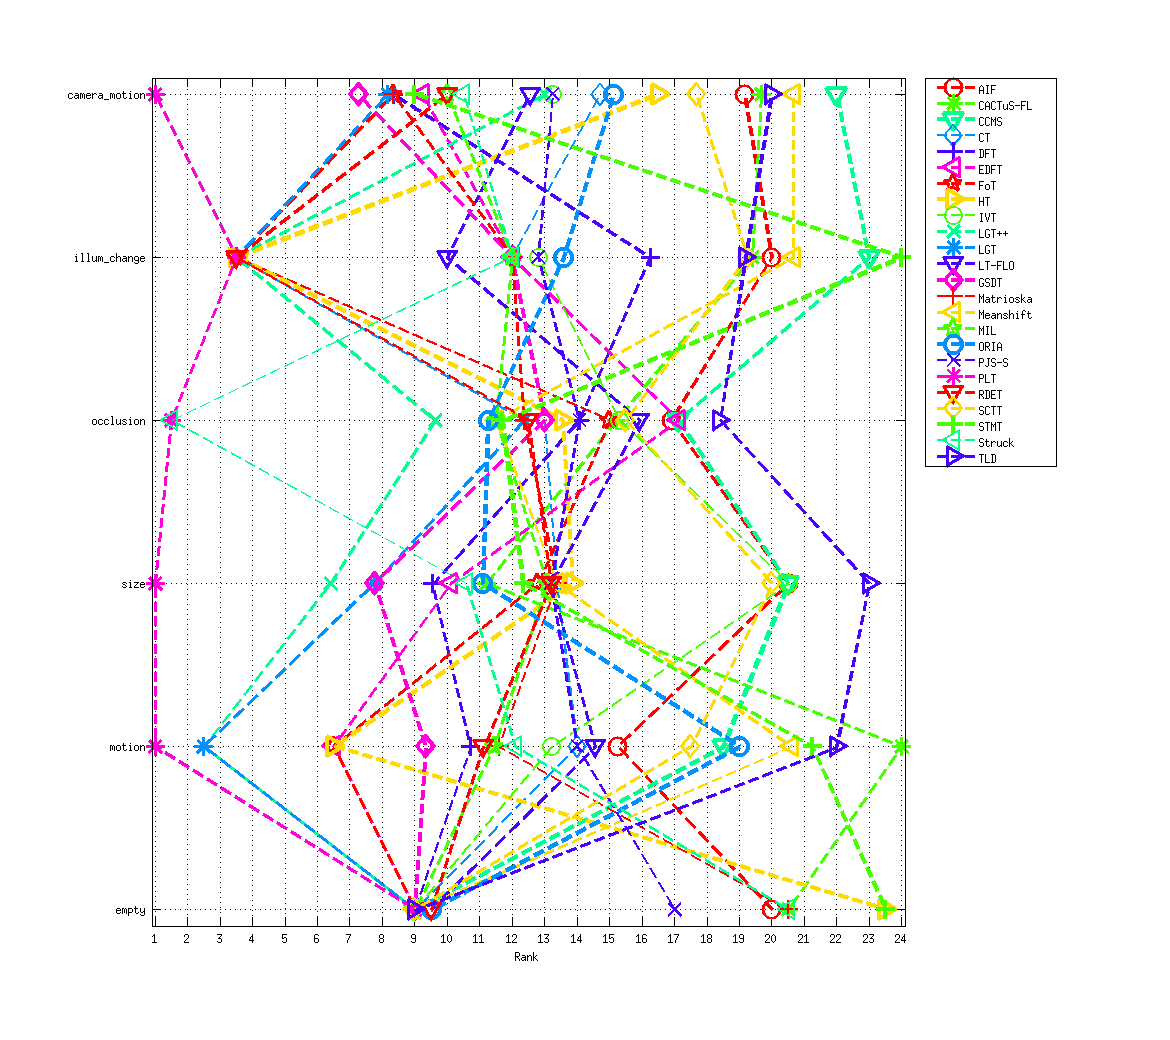 camera_motion
illum_change
occlusion
size
motion
empty
1 2 3 4 5 6 7 8 9 10 11 12 13 14 15 16 17 18 19 20 21 22 23 24
Rank
AIF
CACTuS-FL
CCMS
CT
DFT
EDFT
FoT
HT
IVT
LGT++
LGT
LT-FLO
GSDT
Matrioska
Meanshift
MIL
ORIA
PJS-S
PLT
RDET
SCTT
STMT
Struck
TLD